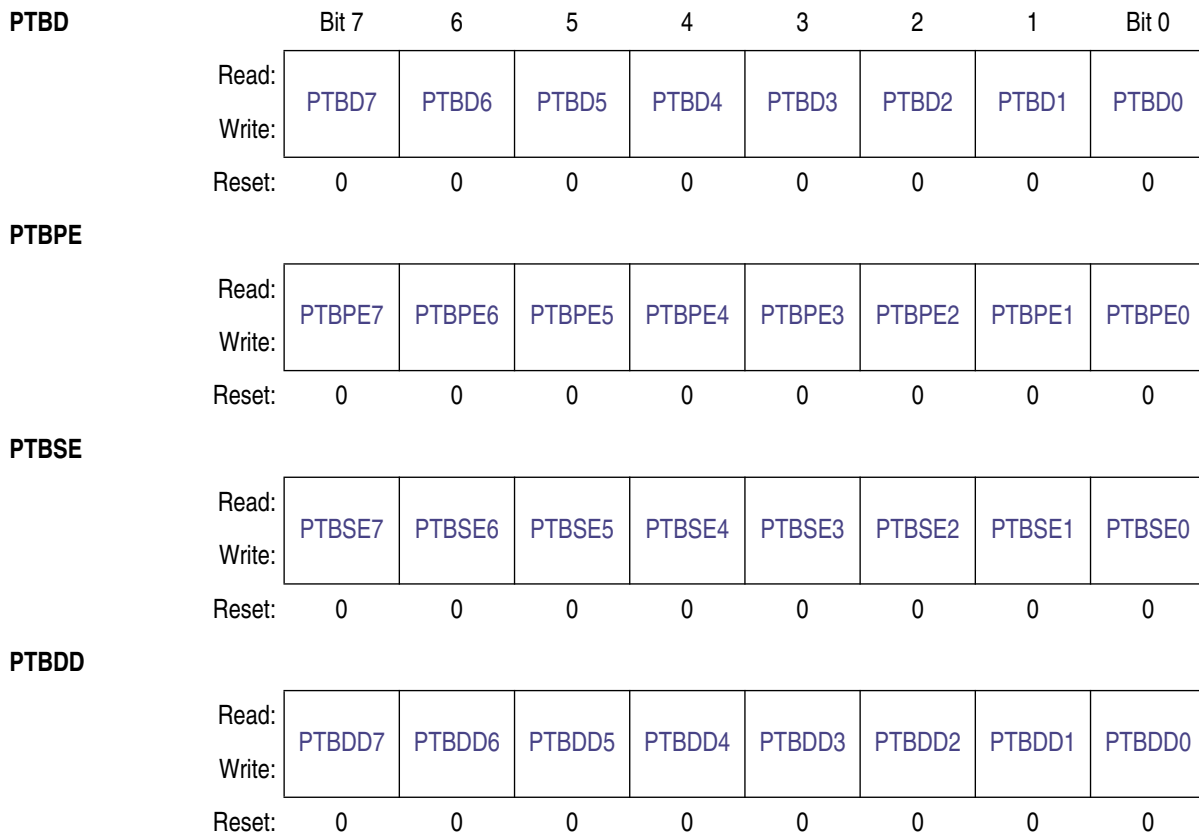 PTBD Bit 7 6 5 4 3 2 1 Bit 0
Read:
PTBD7 PTBD6 PTBD5 PTBD4 PTBD3 PTBD2 PTBD1 PTBD0
Write:
Reset: 0 0 0 0 0 0 0 0
PTBPE
Read:
PTBPE7 PTBPE6 PTBPE5 PTBPE4 PTBPE3 PTBPE2 PTBPE1 PTBPE0
Write:
Reset: 0 0 0 0 0 0 0 0
PTBSE
Read:
PTBSE7 PTBSE6 PTBSE5 PTBSE4 PTBSE3 PTBSE2 PTBSE1 PTBSE0
Write:
Reset: 0 0 0 0 0 0 0 0
PTBDD
Read:
PTBDD7 PTBDD6 PTBDD5 PTBDD4 PTBDD3 PTBDD2 PTBDD1 PTBDD0
Write:
Reset: 0 0 0 0 0 0 0 0